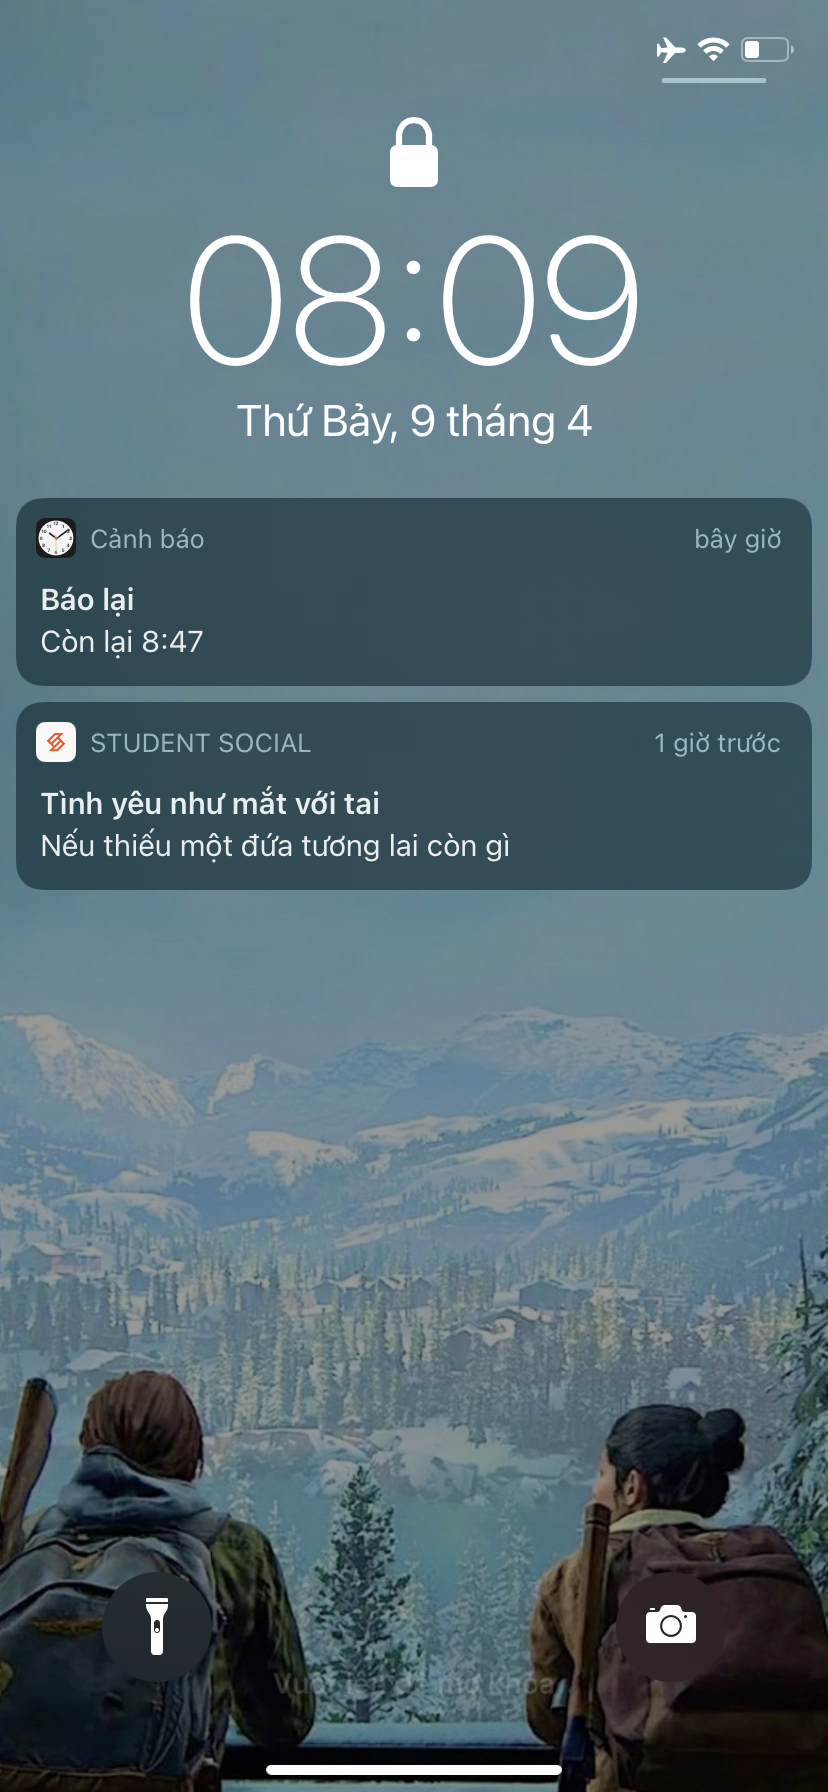 08:09
Thứ Bảy, 9 tháng 4
Cảnh báo
bây giờ
Báo lại
Còn lại 8:47
STUDENT SOCIAL
1 giờ trước
Tình yêu như mắt với tai
Nếu thiếu một đứa tương lai còn gì
Vuốt lên để mở khóa